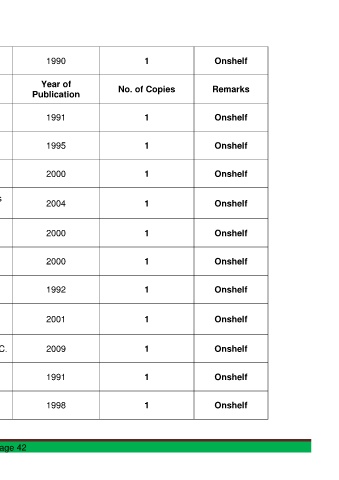 1990 1 Onshelf
Year of Publication No. of Copies Remarks
1991 1 Onshelf
1995 1 Onshelf
2000 1 Onshelf
s 2004 1 Onshelf
2000 1 Onshelf
2000 1 Onshelf
1992 1 Onshelf
2001 1 Onshelf
C. 2009 1 Onshelf
1991 1 Onshelf
1998 1 Onshelf
age 42